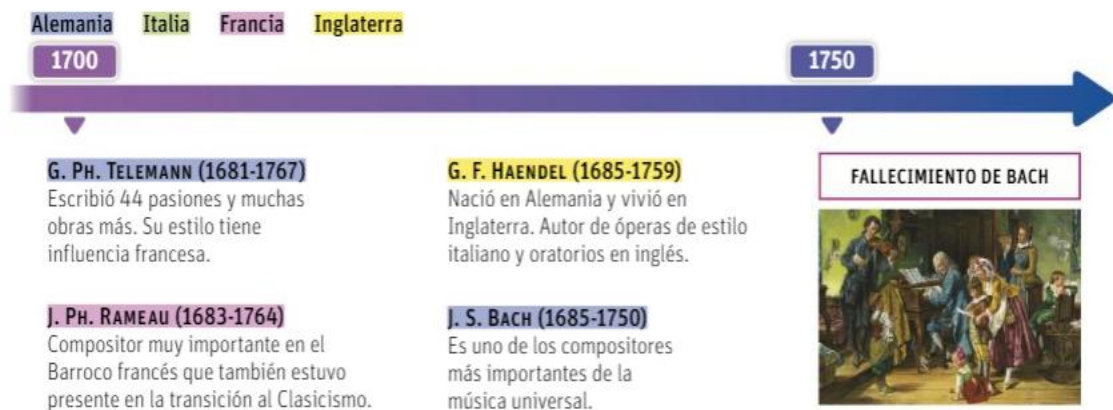 Alemania Italia Francia Inglaterra
1700 1750
G. PH. TELEMANN (1681-1767)
Escribió 44 pasiones y muchas
obras más. Su estilo tiene
influencia francesa.
J. PH. RAMEAU (1683-1764)
Compositor muy importante en el
Barroco francés que también estuvo
presente en la transición al Clasicismo.
G. F. HAENDEL (1685-1759)
Nació en Alemania y vivió en
Inglaterra. Autor de óperas de estilo
italiano y oratorios en inglés.
J. S. BACH (1685-1750)
Es uno de los compositores
más importantes de la
música universal.
FALLECIMIENTO DE BACH